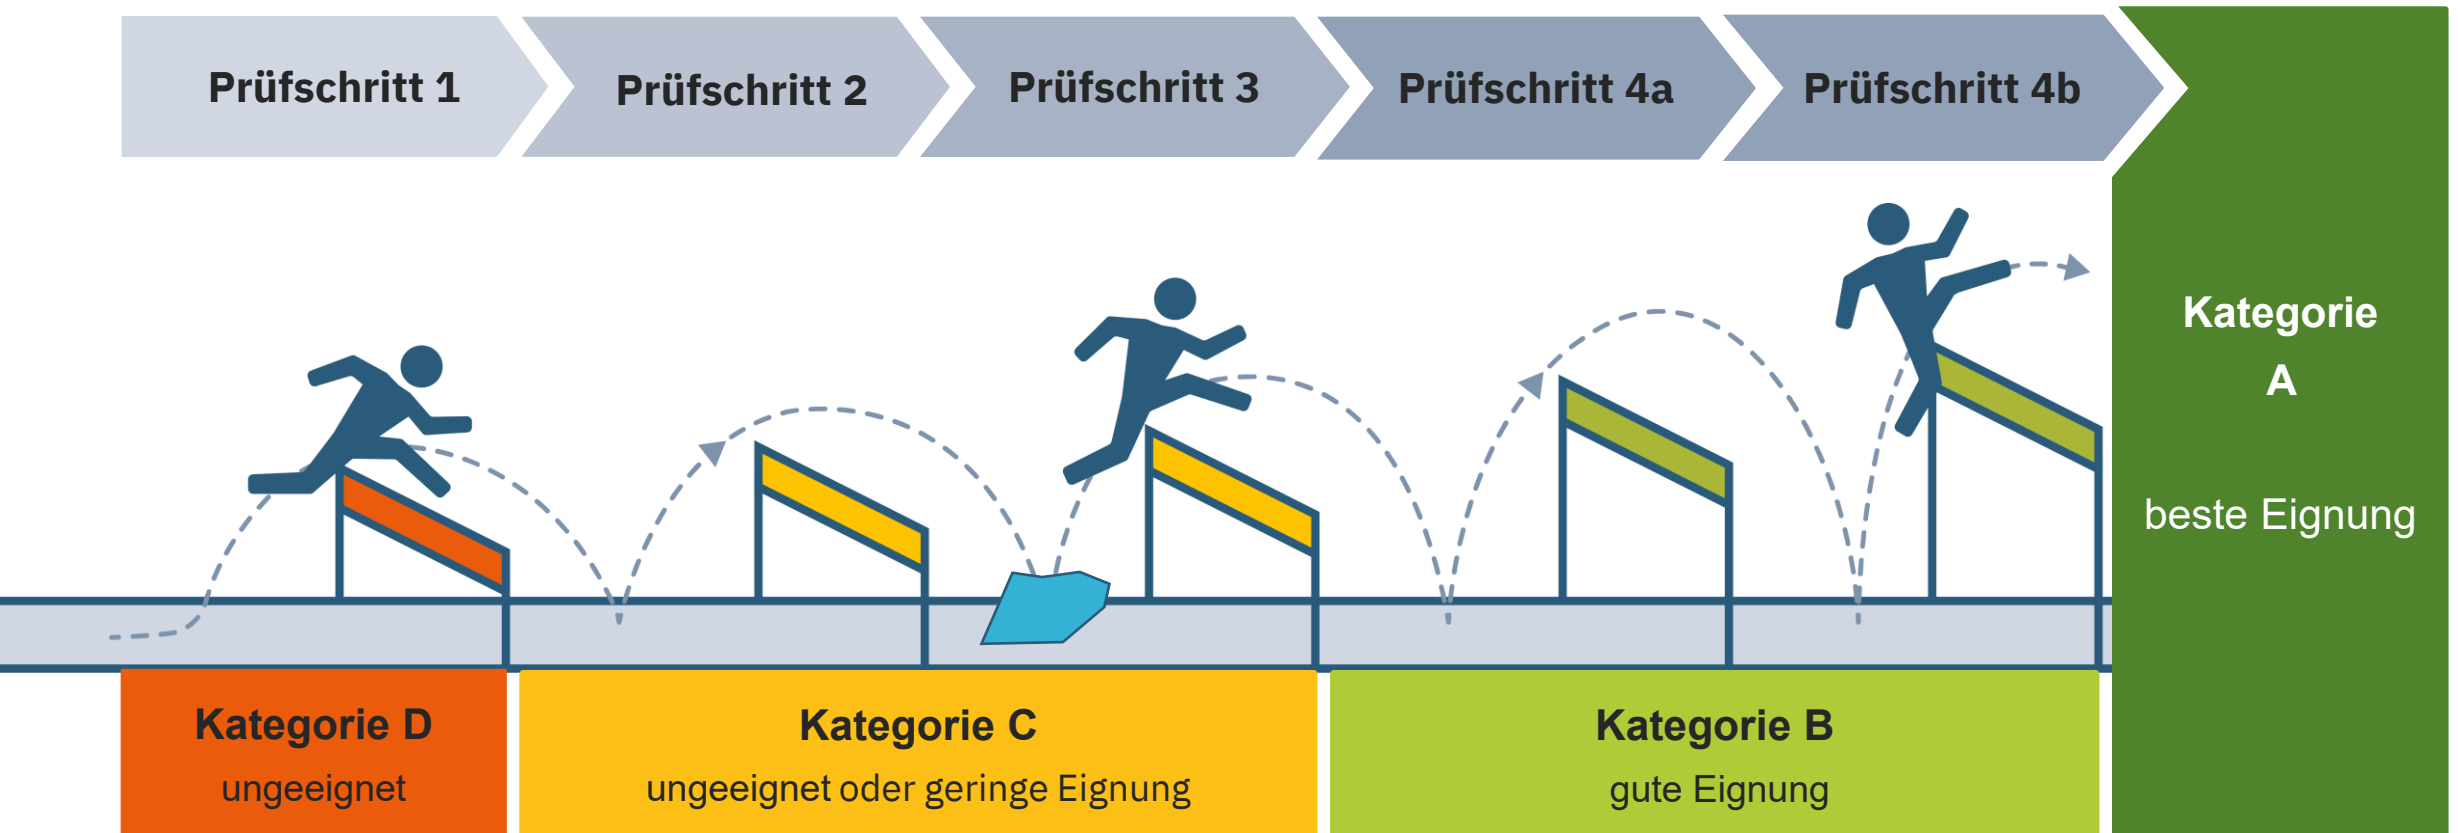 Prüfschritt 1
Prüfschritt 2
Prüfschritt 3
Prüfschritt 4a
Prüfschritt 4b
Kategorie
A
beste Eignung
Kategorie D
ungeeignet
Kategorie C
ungeeignet oder geringe Eignung
Kategorie B
gute Eignung